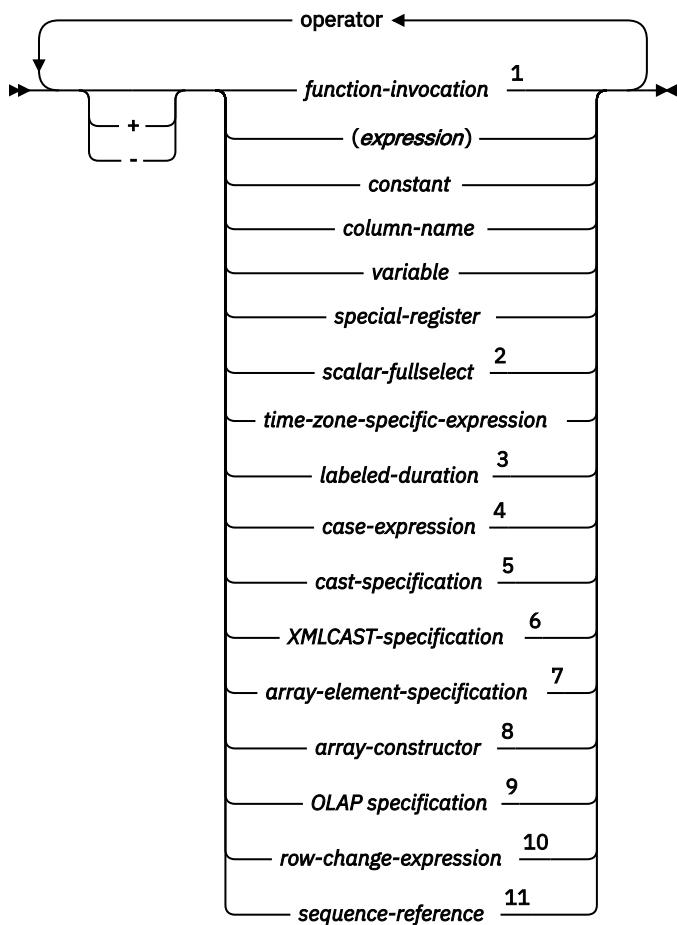 operator
function-invocation 1
+
-
(expression)
constant
column-name
variable
special-register
scalar-fullselect 2
time-zone-specific-expression
labeled-duration 3
case-expression 4
cast-specification 5
XMLCAST-specification 6
array-element-specification 7
array-constructor 8
OLAP specification 9
row-change-expression 10
sequence-reference 11